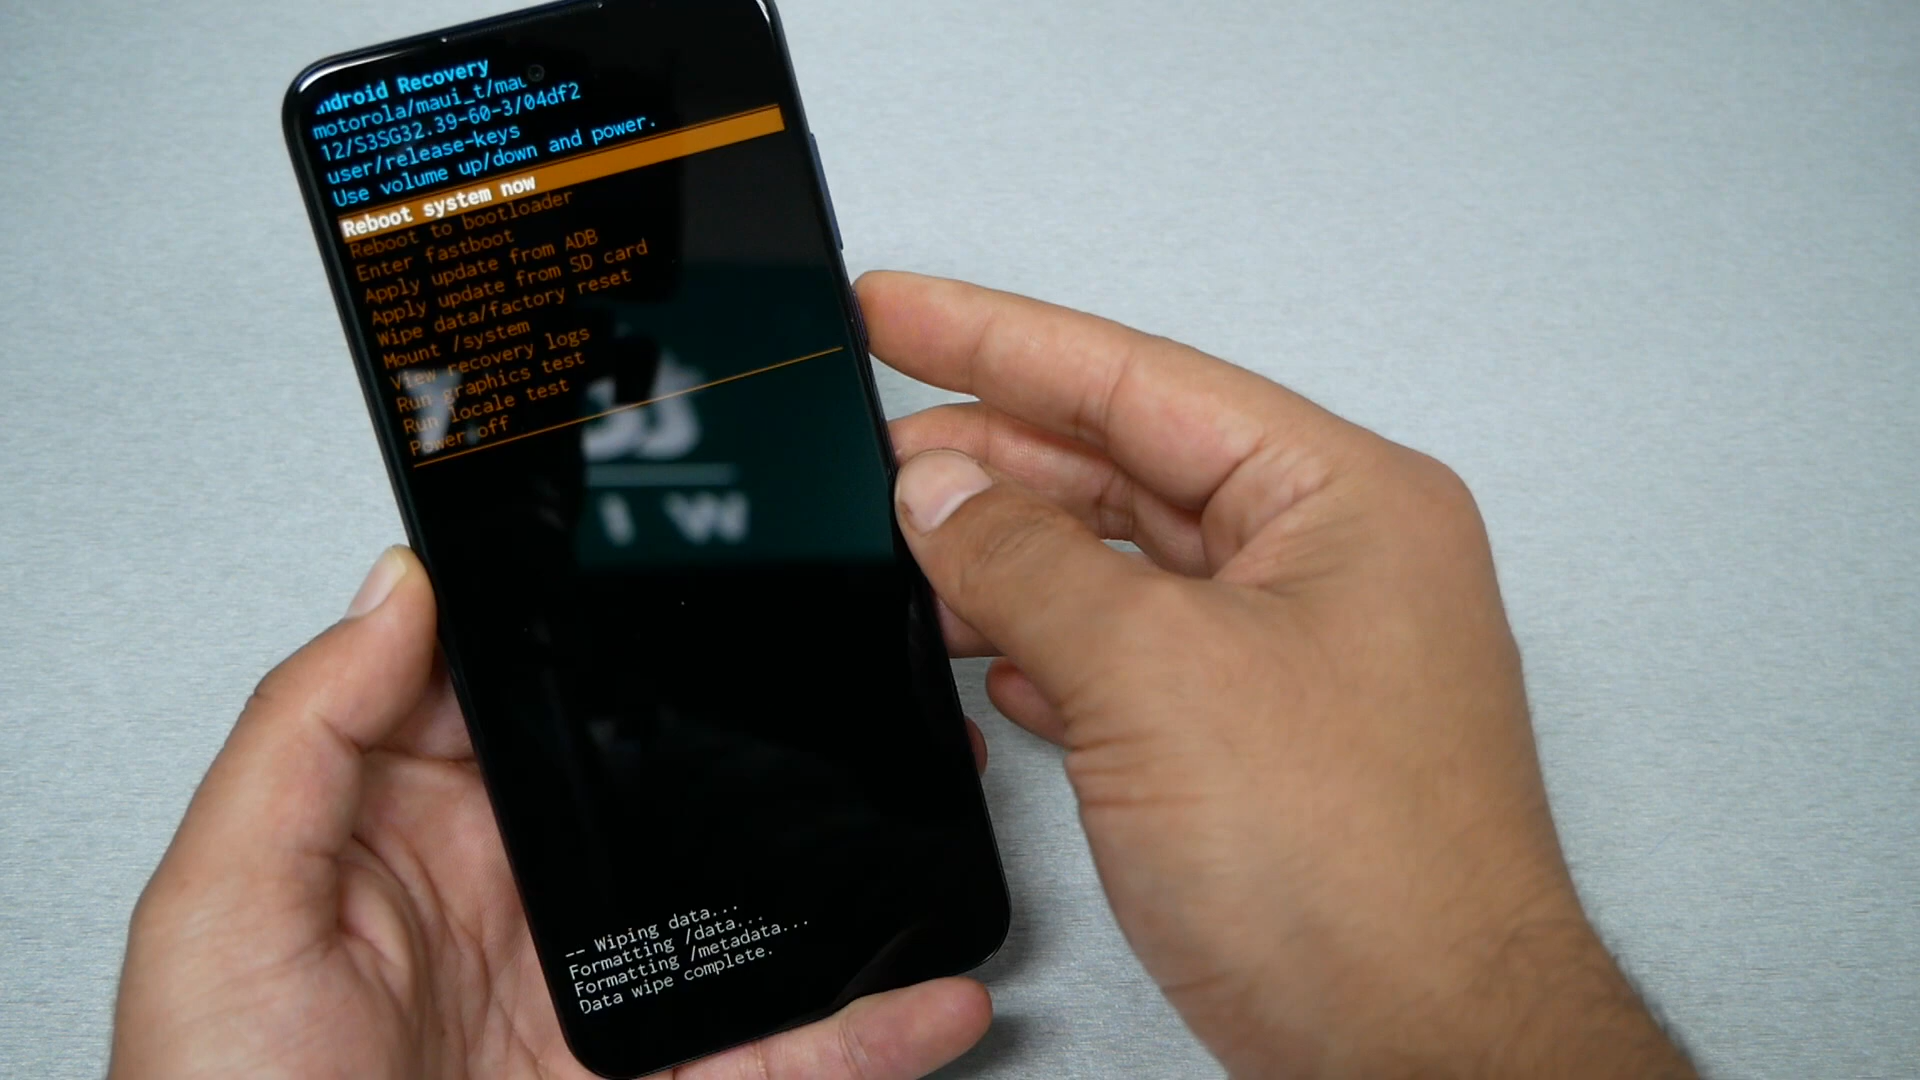 ndroid Recovery
motorola/maui_t/mau
12/S3SG32.39-60-3/04df2
user/release-keys
Use volume up/down and power.
Reboot system now
Reboot to bootloader
Enter fastboot
Apply update from ADB
Apply update from SD card
Wipe data/factory reset
Mount /system
View recovery logs
Run graphics test
Run locale test
Power off
-- Wiping data...
Formatting /data...
Formatting /metadata...
Data wipe complete.